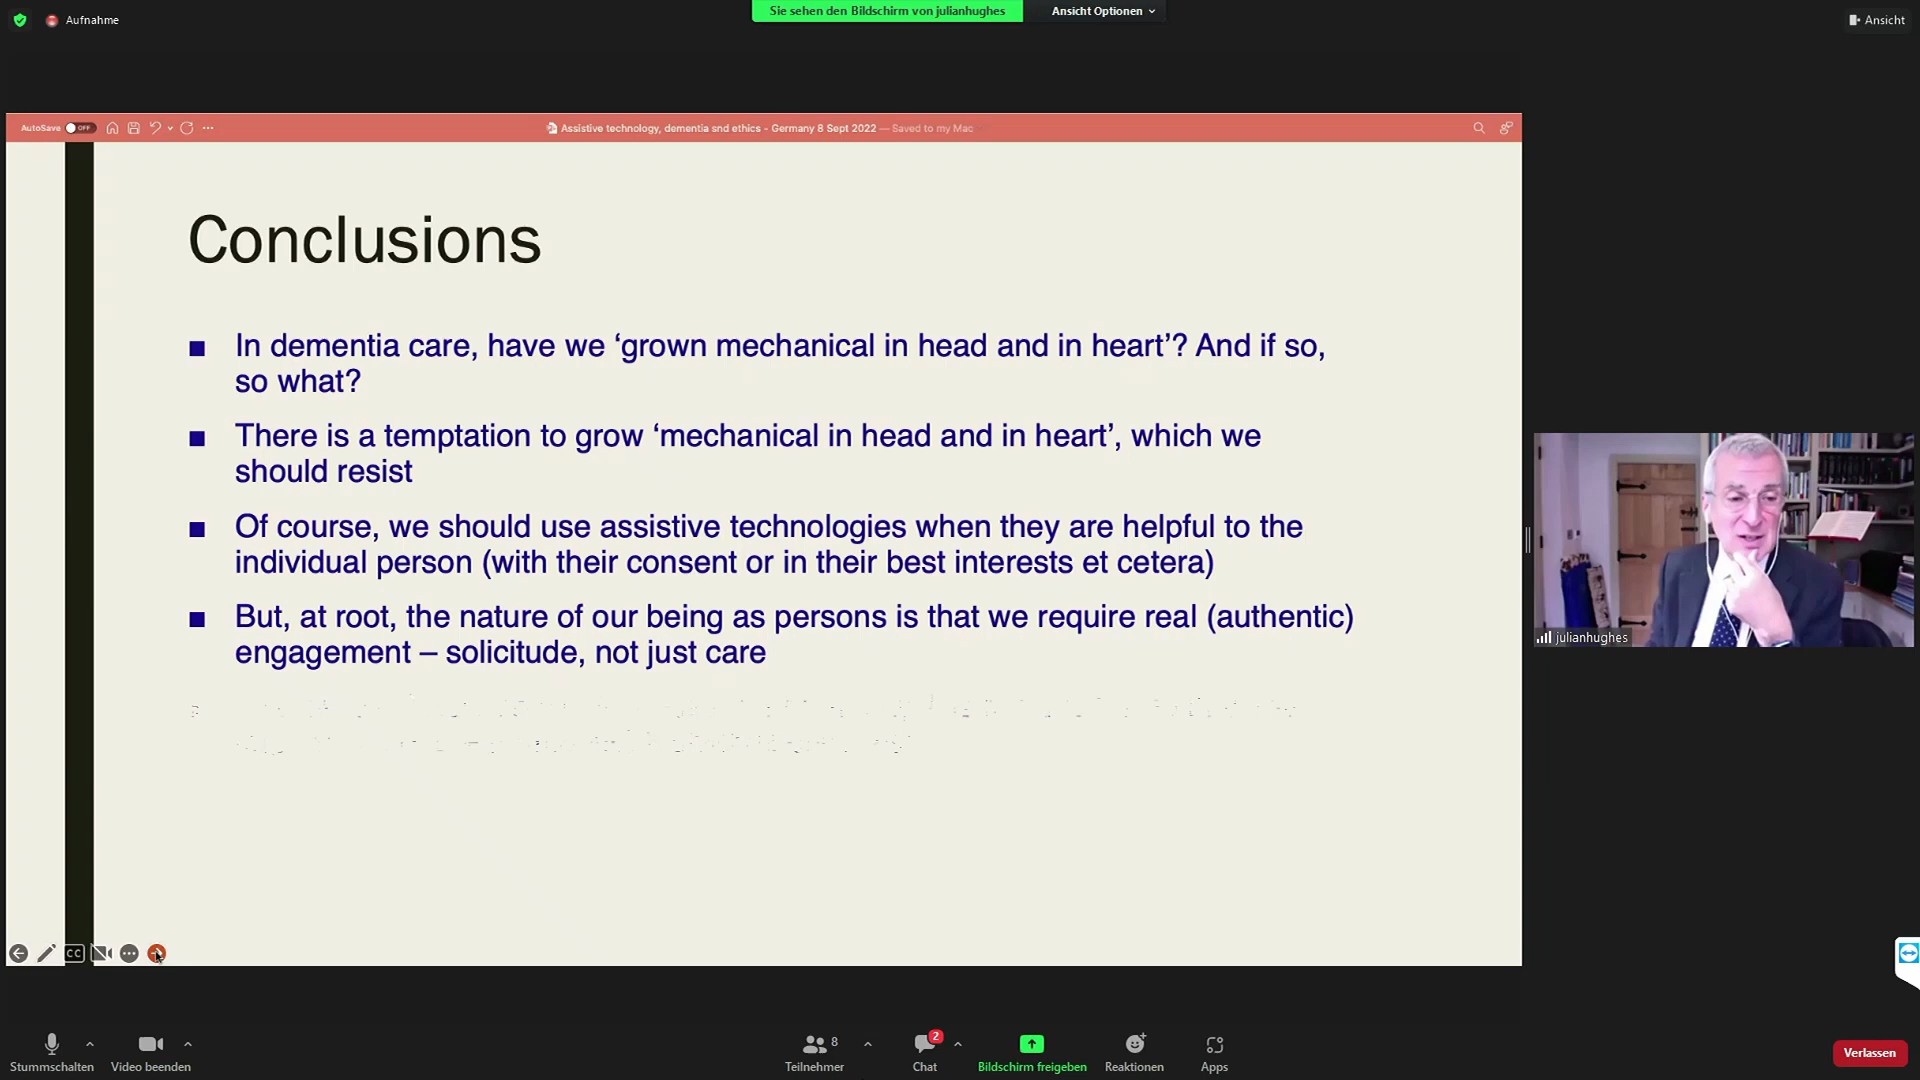 Aufnahme
Sie sehen den Bildschirm von julianhughes
Ansicht Optionen
Ansicht
AutoSave OFF
Assistive technology, dementia snd ethics - Germany 8 Sept 2022 — Saved to my Mac
Conclusions
■ In dementia care, have we ‘grown mechanical in head and in heart’? And if so,
so what?
■ There is a temptation to grow ‘mechanical in head and in heart’, which we
should resist
■ Of course, we should use assistive technologies when they are helpful to the
individual person (with their consent or in their best interests et cetera)
■ But, at root, the nature of our being as persons is that we require real (authentic)
engagement – solicitude, not just care
julianhughes
CC
Stummschalten
Video beenden
8
Teilnehmer
2
Chat
Bildschirm freigeben
Reaktionen
Apps
Verlassen